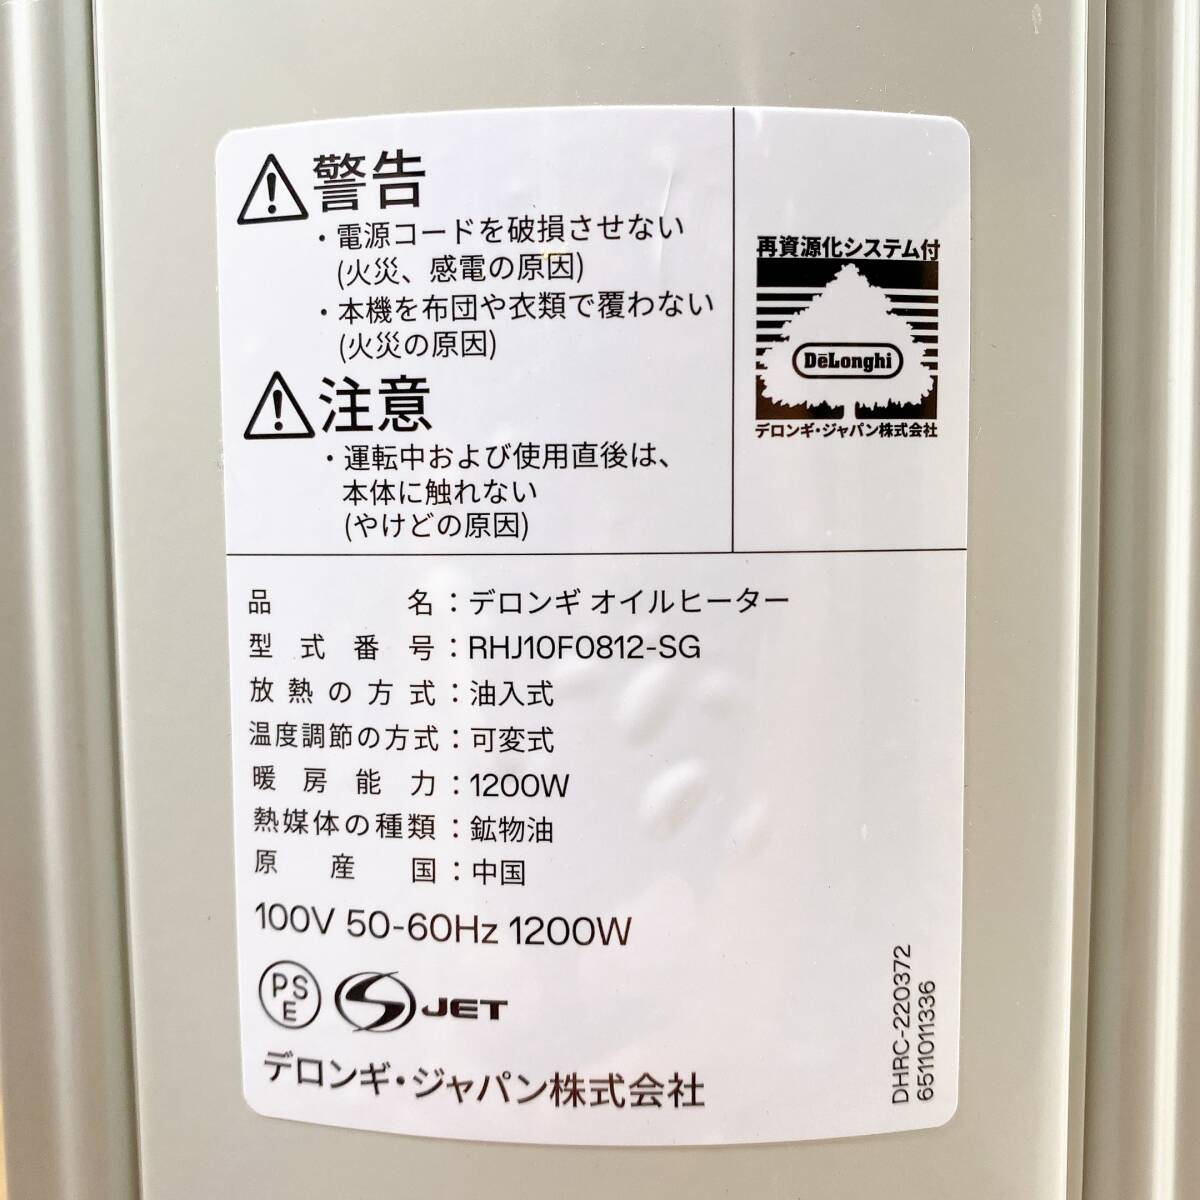 警告
・電源コードを破損させない
(火災、感電の原因)
・本機を布団や衣類で覆わない
(火災の原因)
注意
・運転中および使用直後は、
本体に触れない
(やけどの原因)
再資源化システム付
DēLonghi
デロンギ・ジャパン株式会社
品名：デロンギ オイルヒーター
型式番号：RHJ10F0812-SG
放熱の方式：油入式
温度調節の方式：可変式
暖房能力：1200W
熱媒体の種類：鉱物油
原産国：中国
100V 50-60Hz 1200W
PSE
S JET
デロンギ・ジャパン株式会社
DHRC-220372
6511011336